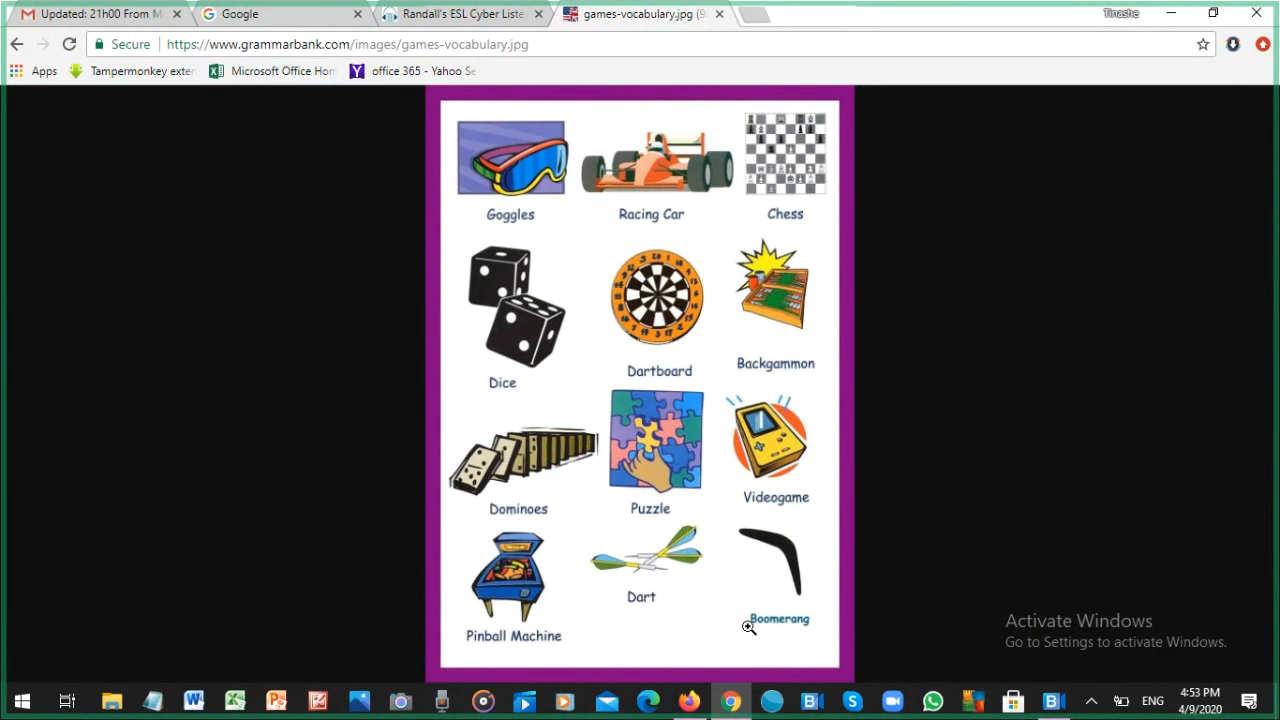 Updated: 21h00 From M
Google
Randall's ESL Cyber Liste
games-vocabulary.jpg (9
Tinashe
Secure
https://www.grammarbank.com/images/games-vocabulary.jpg
Apps
Tampermonkey exten
Microsoft Office Hom
office 365 - Yahoo Se
Goggles
Racing Car
Chess
Dice
Dartboard
Backgammon
Dominoes
Puzzle
Videogame
Pinball Machine
Dart
Boomerang
Activate Windows
Go to Settings to activate Windows.
ENG
4:53 PM
4/9/2020